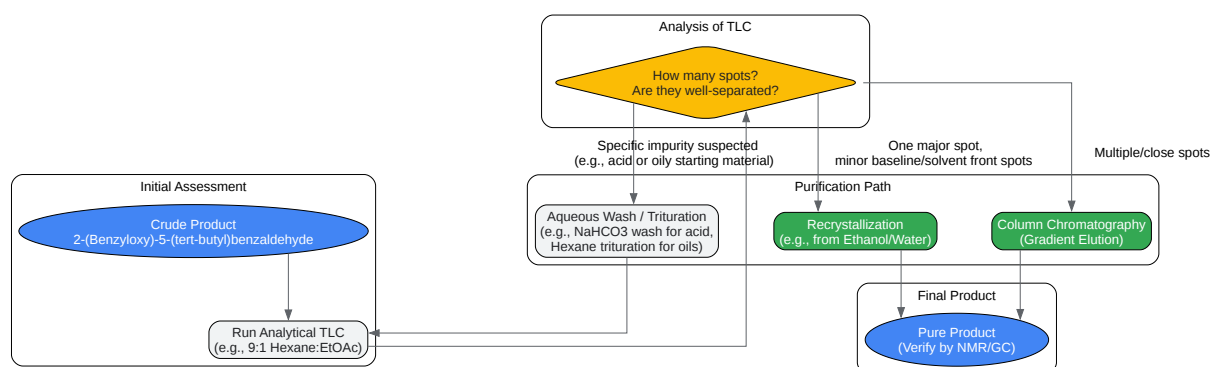 Analysis of TLC
How many spots?
Are they well-separated?
Specific impurity suspected
(e.g., acid or oily starting material)
One major spot,
minor baseline/solvent front spots
Multiple/close spots
Initial Assessment
Crude Product
2-(Benzyloxy)-5-(tert-butyl)benzaldehyde
Purification Path
Aqueous Wash / Trituration
(e.g., NaHCO3 wash for acid,
Hexane trituration for oils)
Recrystallization
(e.g., from Ethanol/Water)
Column Chromatography
(Gradient Elution)
Run Analytical TLC
(e.g., 9:1 Hexane:EtOAc)
Final Product
Pure Product
(Verify by NMR/GC)